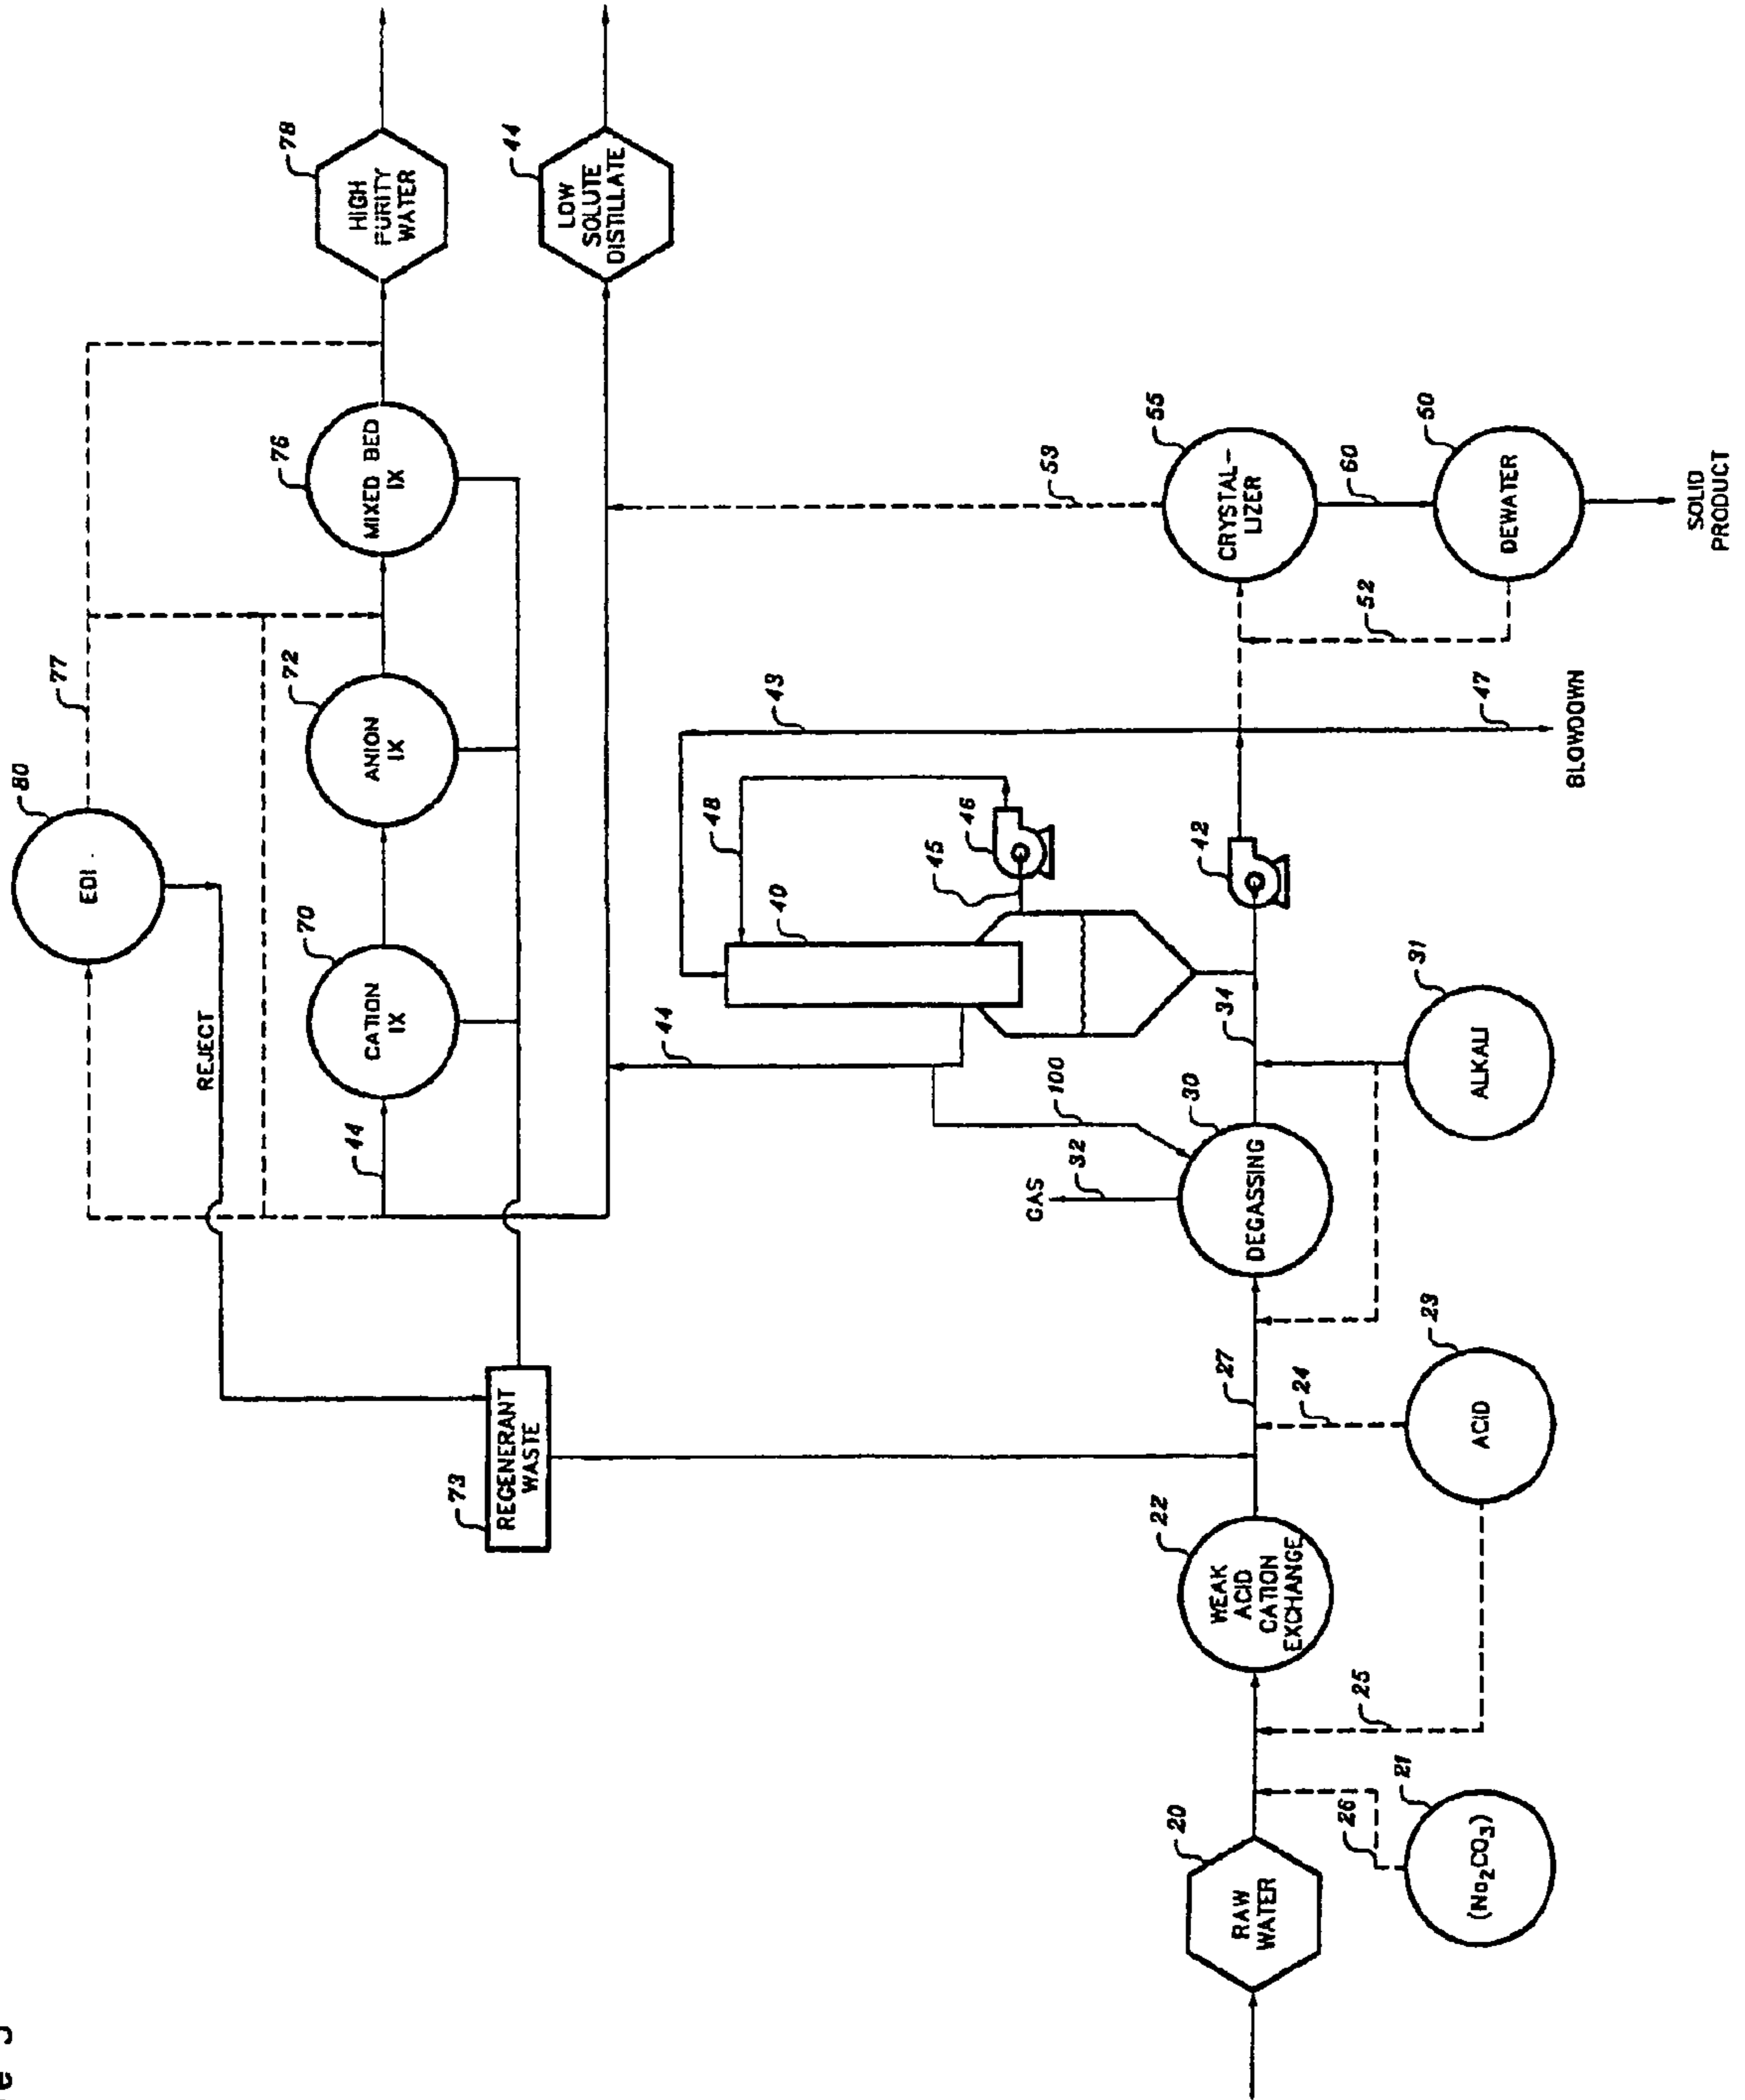 80
EDI
77
78
HIGH
PURITY
WATER
REJECT
70
CATION
IX
72
ANION
IX
76
MIXED BED
IX
44
44
LOW
SOLUTE
DISTILLATE
73
REGENERANT
WASTE
44
40
48
43
45
46
53
100
GAS
32
30
DEGASSING
34
42
55
CRYSTAL-
LIZER
60
52
50
DEWATER
SOLID
PRODUCT
47
BLOWDOWN
20
RAW
WATER
22
WEAK
ACID
CATION
EXCHANGE
27
24
25
26
21
(Na₂CO₃)
23
ACID
31
ALKALI